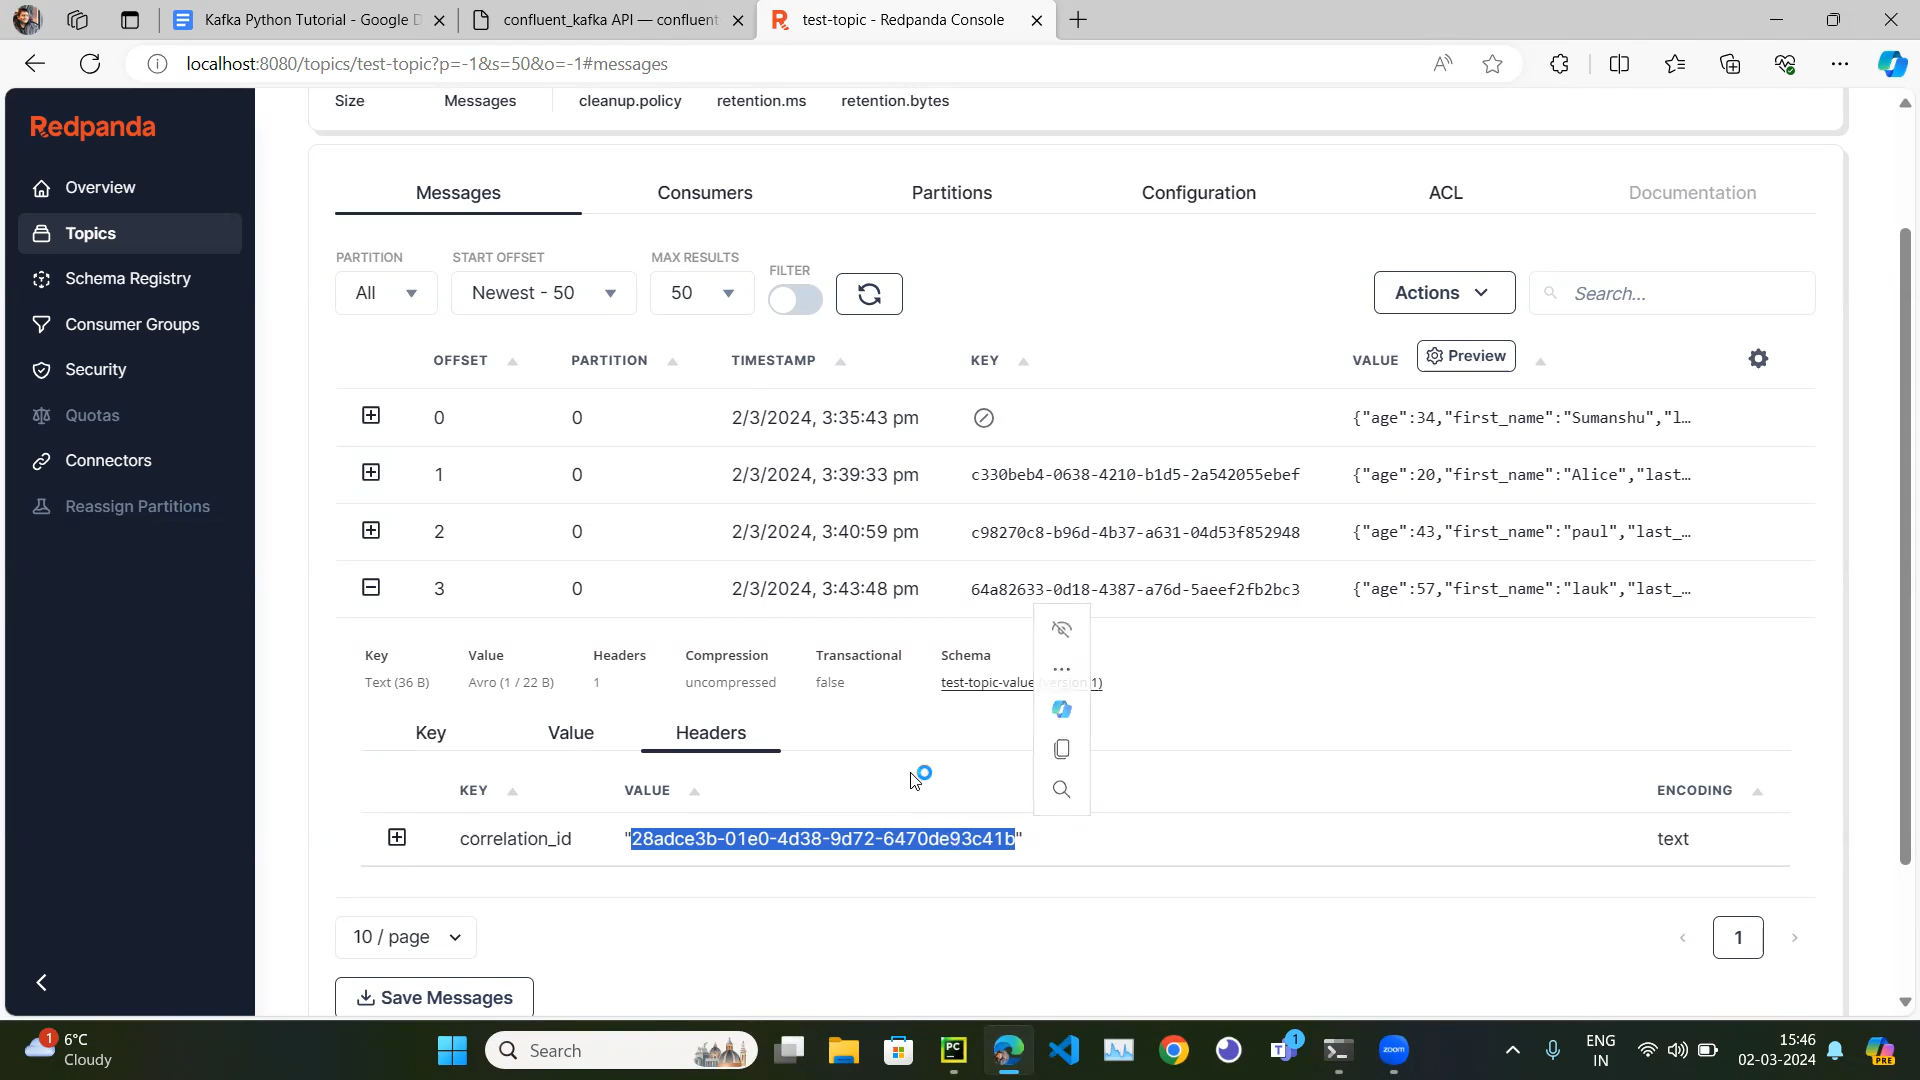 Kafka Python Tutorial - Google D
confluent_kafka API — confluent
test-topic - Redpanda Console
localhost:8080/topics/test-topic?p=-1&s=50&o=-1#messages
Redpanda
Overview
Topics
Schema Registry
Consumer Groups
Security
Quotas
Connectors
Reassign Partitions
Size Messages cleanup.policy retention.ms retention.bytes
Messages Consumers Partitions Configuration ACL Documentation
PARTITION START OFFSET MAX RESULTS FILTER
All Newest - 50 50 Actions Search...
OFFSET PARTITION TIMESTAMP KEY VALUE Preview
0 0 2/3/2024, 3:35:43 pm {"age":34,"first_name":"Sumanshu","l…
1 0 2/3/2024, 3:39:33 pm c330beb4-0638-4210-b1d5-2a542055ebef {"age":20,"first_name":"Alice","last…
2 0 2/3/2024, 3:40:59 pm c98270c8-b96d-4b37-a631-04d53f852948 {"age":43,"first_name":"paul","last_…
3 0 2/3/2024, 3:43:48 pm 64a82633-0d18-4387-a76d-5aeef2fb2bc3 {"age":57,"first_name":"lauk","last_…
Key Value Headers Compression Transactional Schema
Text (36 B) Avro (1 / 22 B) 1 uncompressed false test-topic-value (version 1)
Key Value Headers
KEY VALUE ENCODING
correlation_id "28adce3b-01e0-4d38-9d72-6470de93c41b" text
10 / page 1
Save Messages
1
6°C
Cloudy
Search
PC
1
zoom
ENG
IN
15:46
02-03-2024
PRE